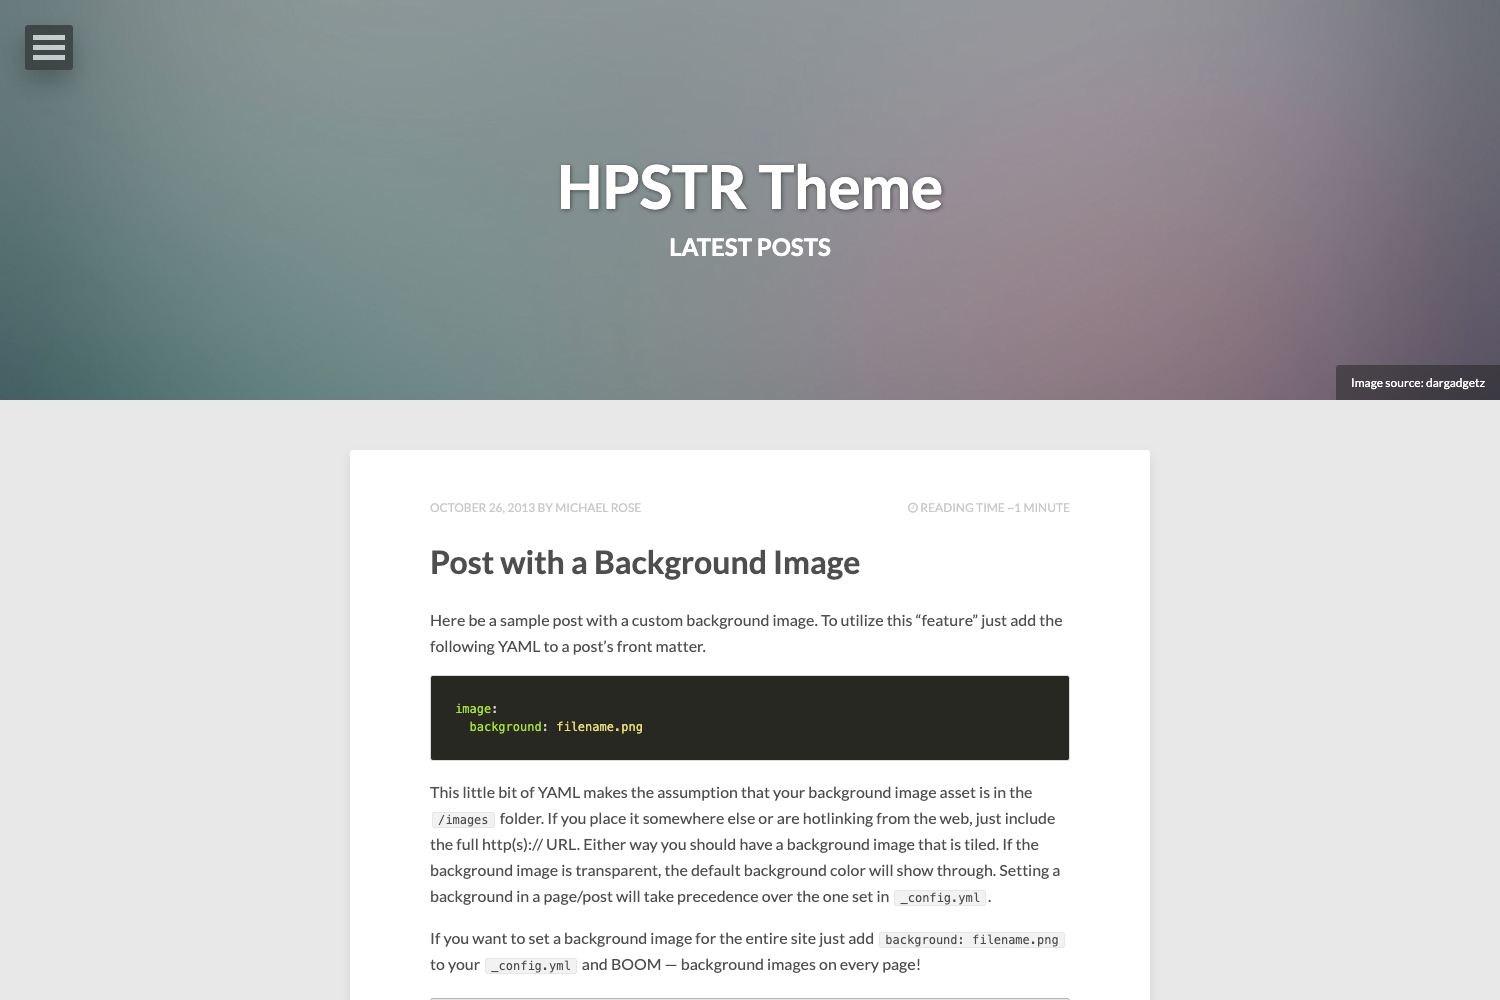 HPSTR Theme
LATEST POSTS
Image source: dargadgetz
OCTOBER 26, 2013 BY MICHAEL ROSE
READING TIME ~1 MINUTE
Post with a Background Image
Here be a sample post with a custom background image. To utilize this “feature” just add the
following YAML to a post’s front matter.
image:
  background: filename.png
This little bit of YAML makes the assumption that your background image asset is in the
/images folder. If you place it somewhere else or are hotlinking from the web, just include
the full http(s):// URL. Either way you should have a background image that is tiled. If the
background image is transparent, the default background color will show through. Setting a
background in a page/post will take precedence over the one set in _config.yml.
If you want to set a background image for the entire site just add background: filename.png
to your _config.yml and BOOM — background images on every page!